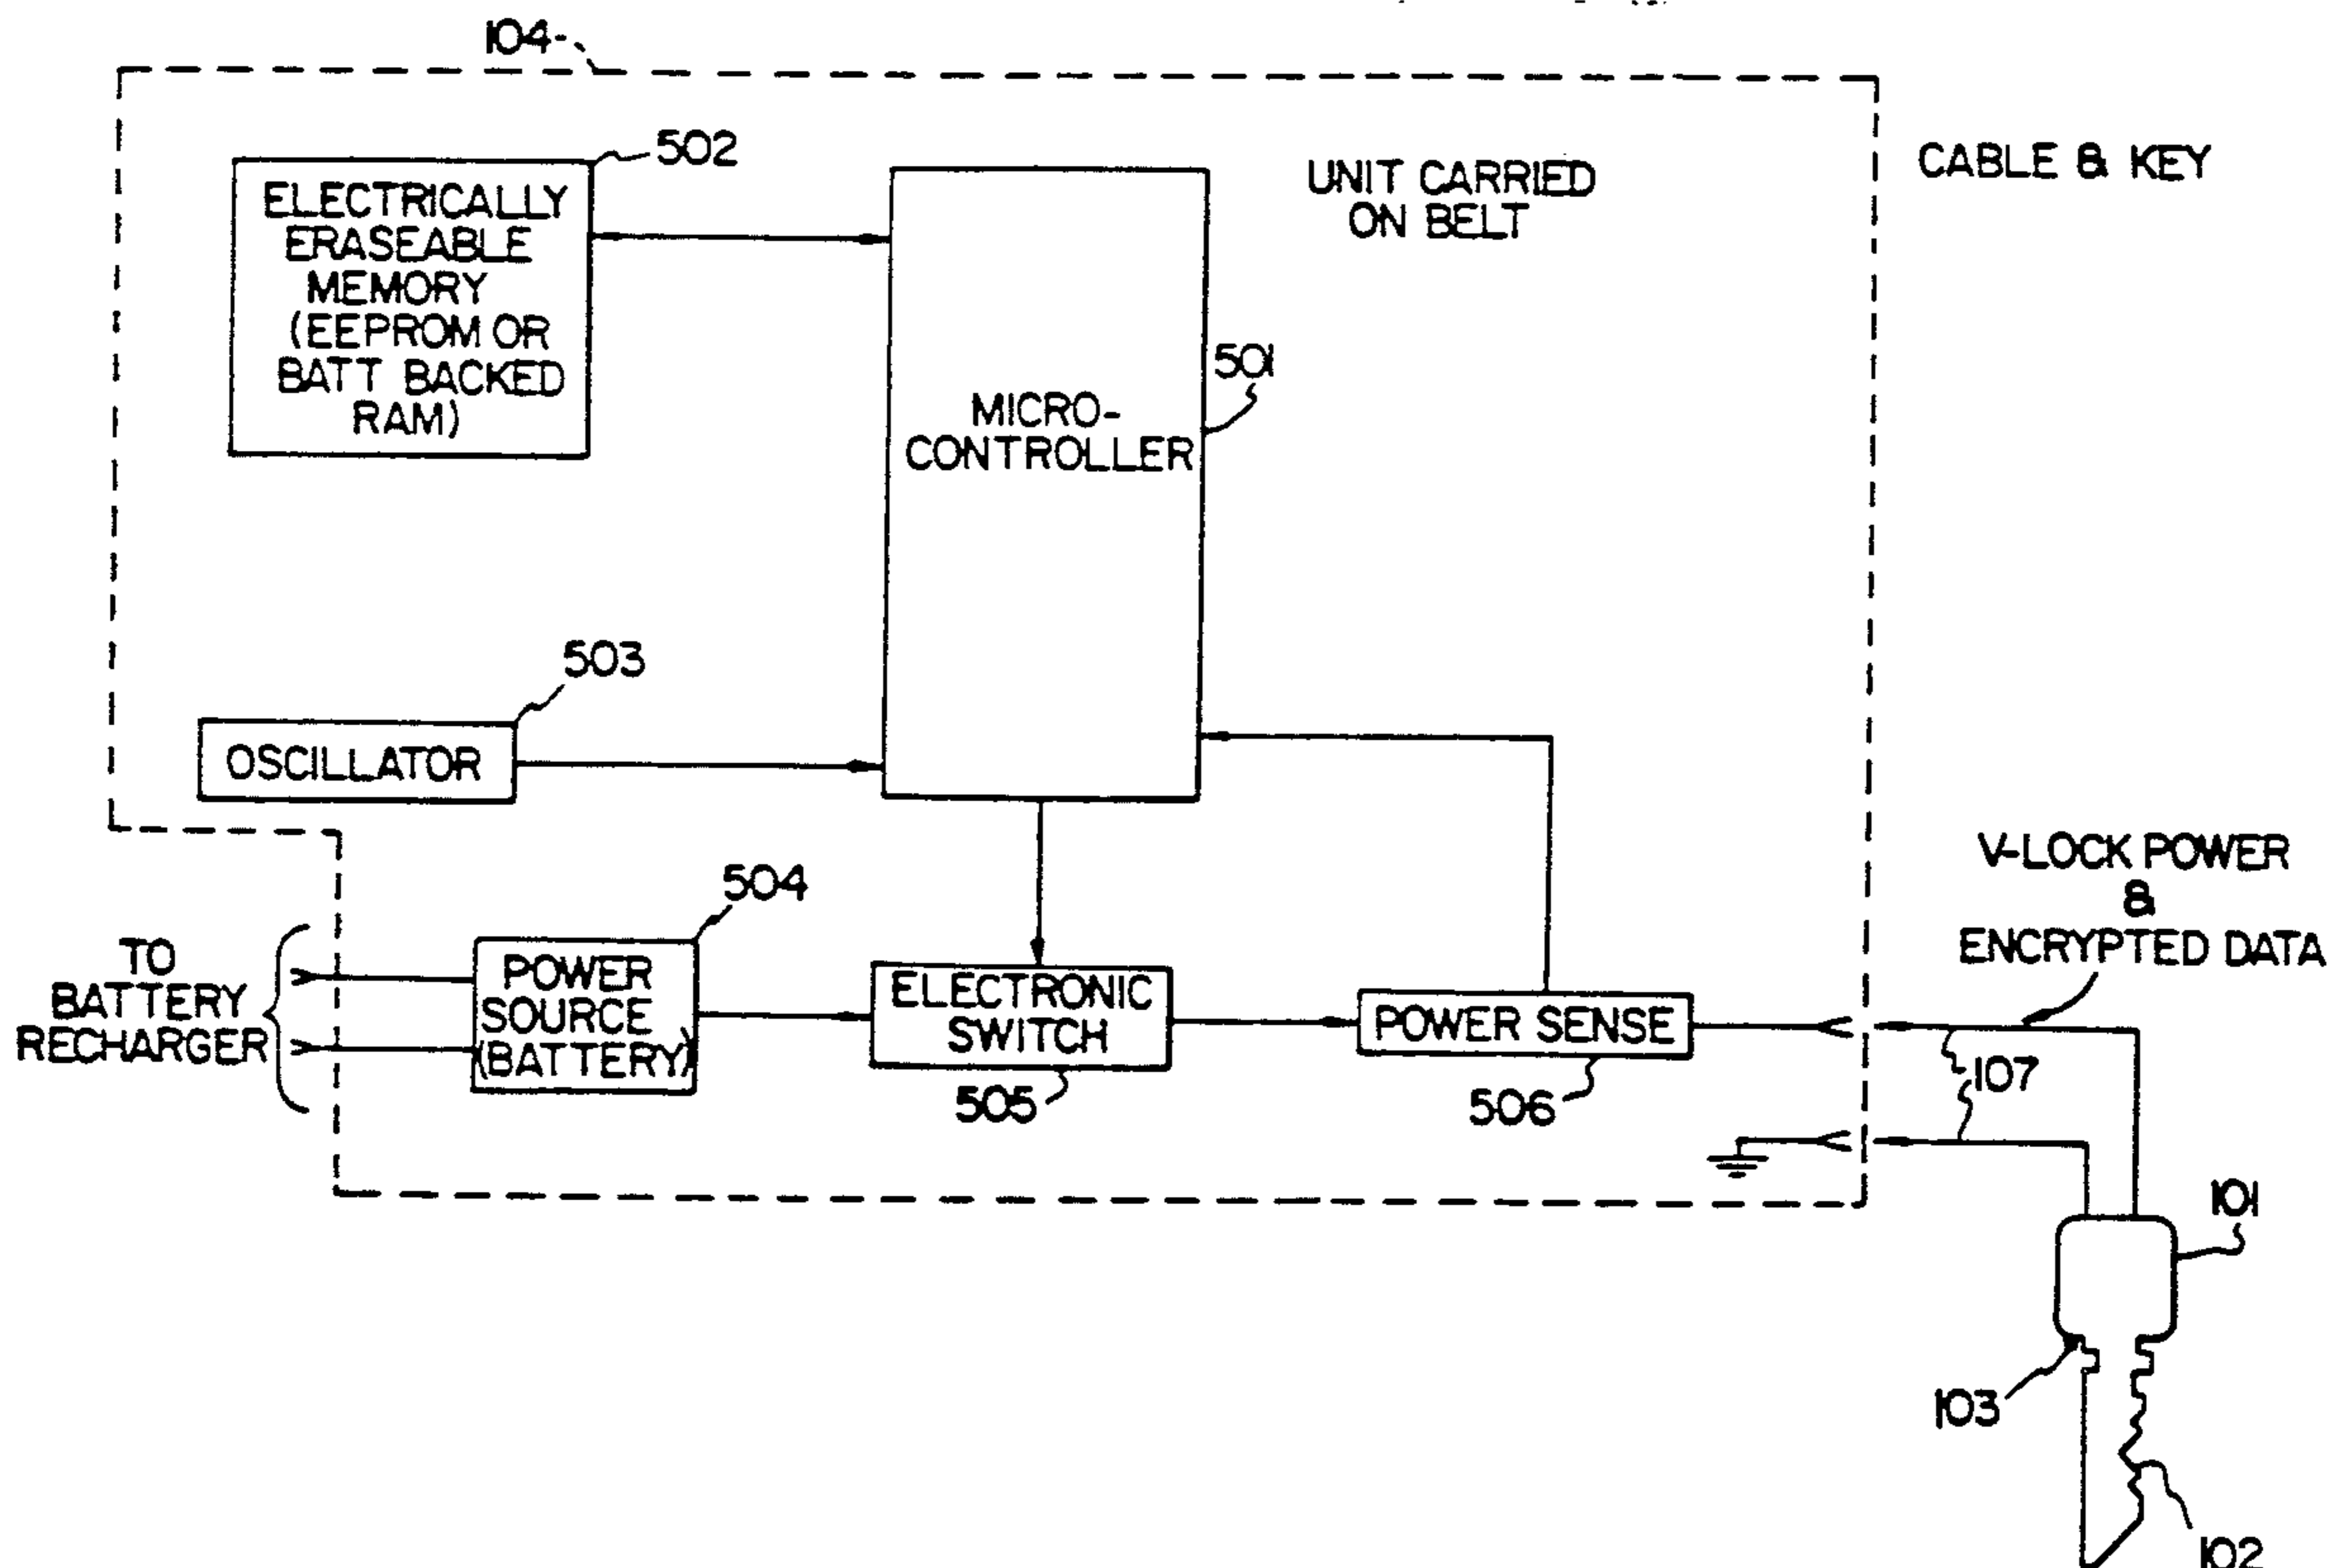 104
502
ELECTRICALLY
ERASEABLE
MEMORY
(EEPROM OR
BATT BACKED
RAM)
MICRO-
CONTROLLER
501
UNIT CARRIED
ON BELT
CABLE & KEY
503
OSCILLATOR
504
TO
BATTERY
RECHARGER
POWER
SOURCE
(BATTERY)
ELECTRONIC
SWITCH
505
POWER SENSE
506
V-LOCK POWER
&
ENCRYPTED DATA
107
101
103
102